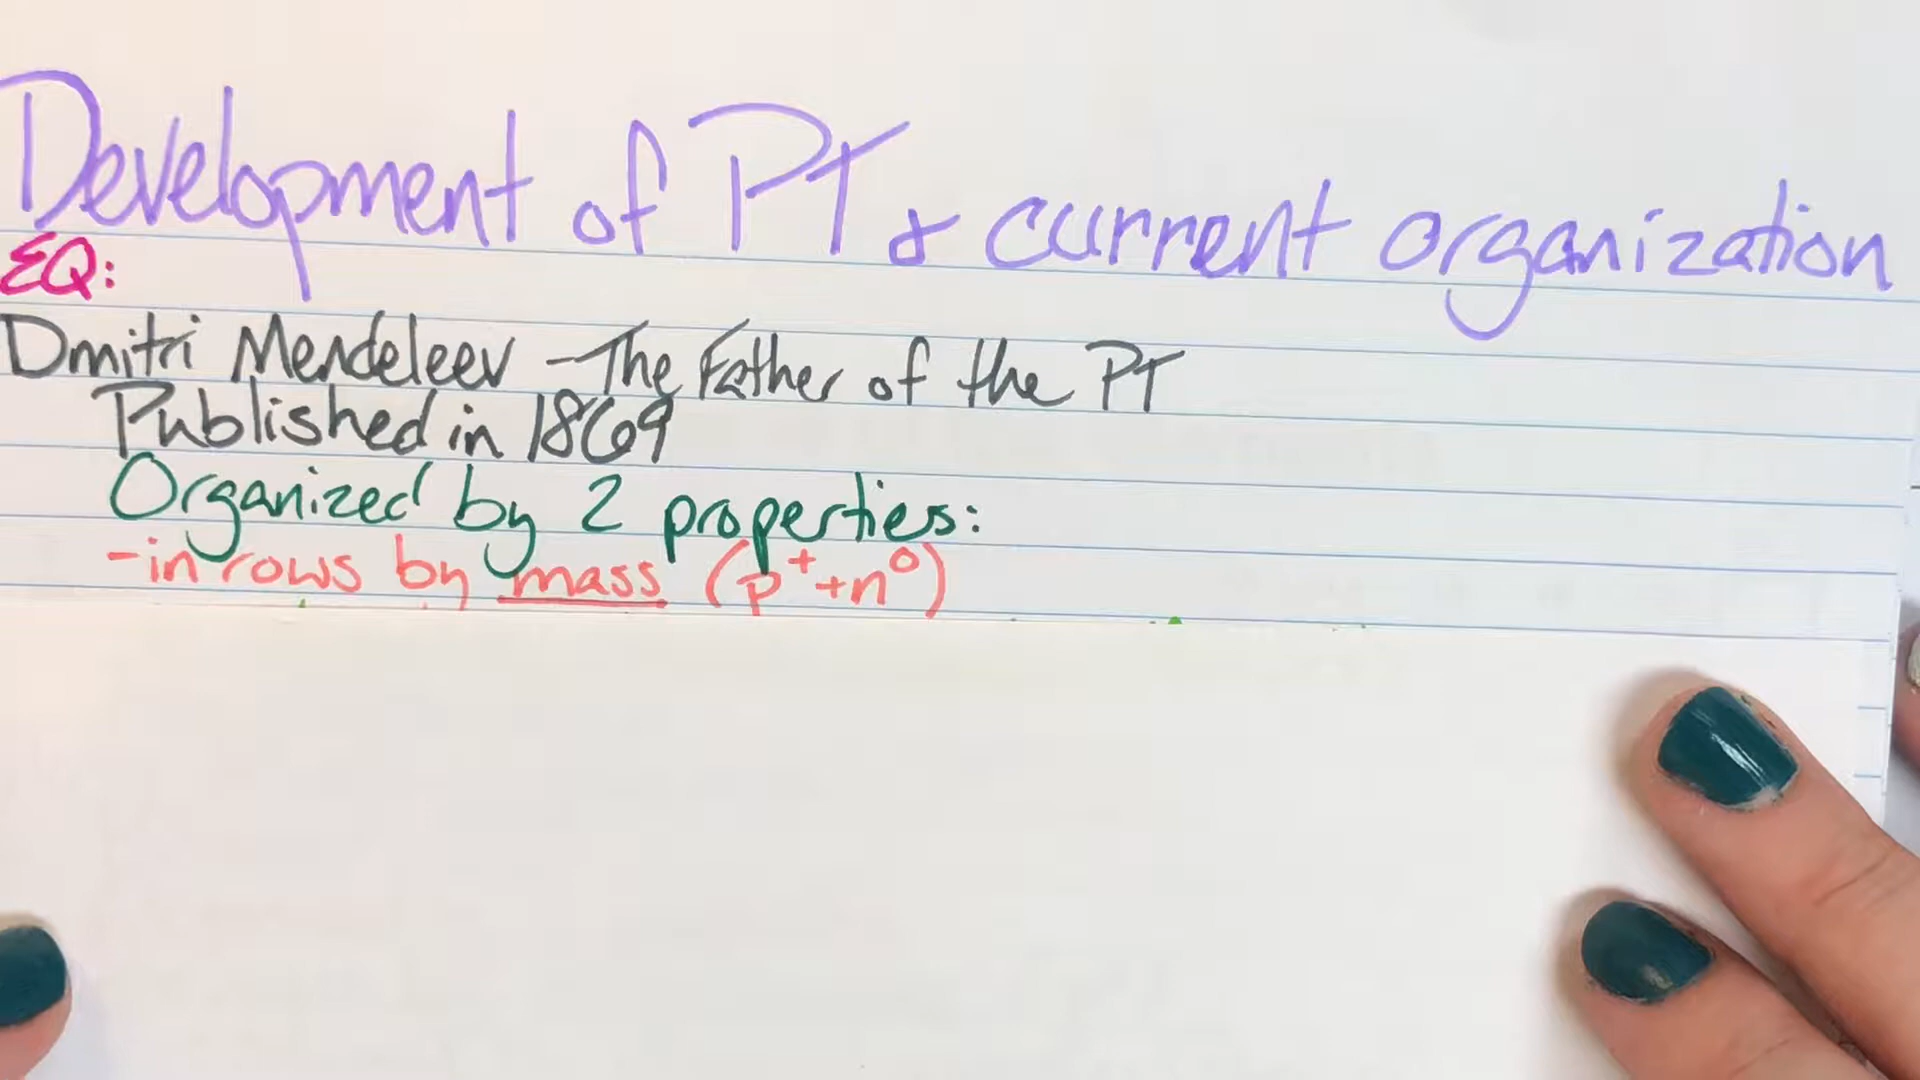 Development of PT & current organization
EQ:
Dmitri Mendeleev - The Father of the PT
Published in 1869
Organized by 2 properties:
- in rows by mass (p⁺+n⁰)